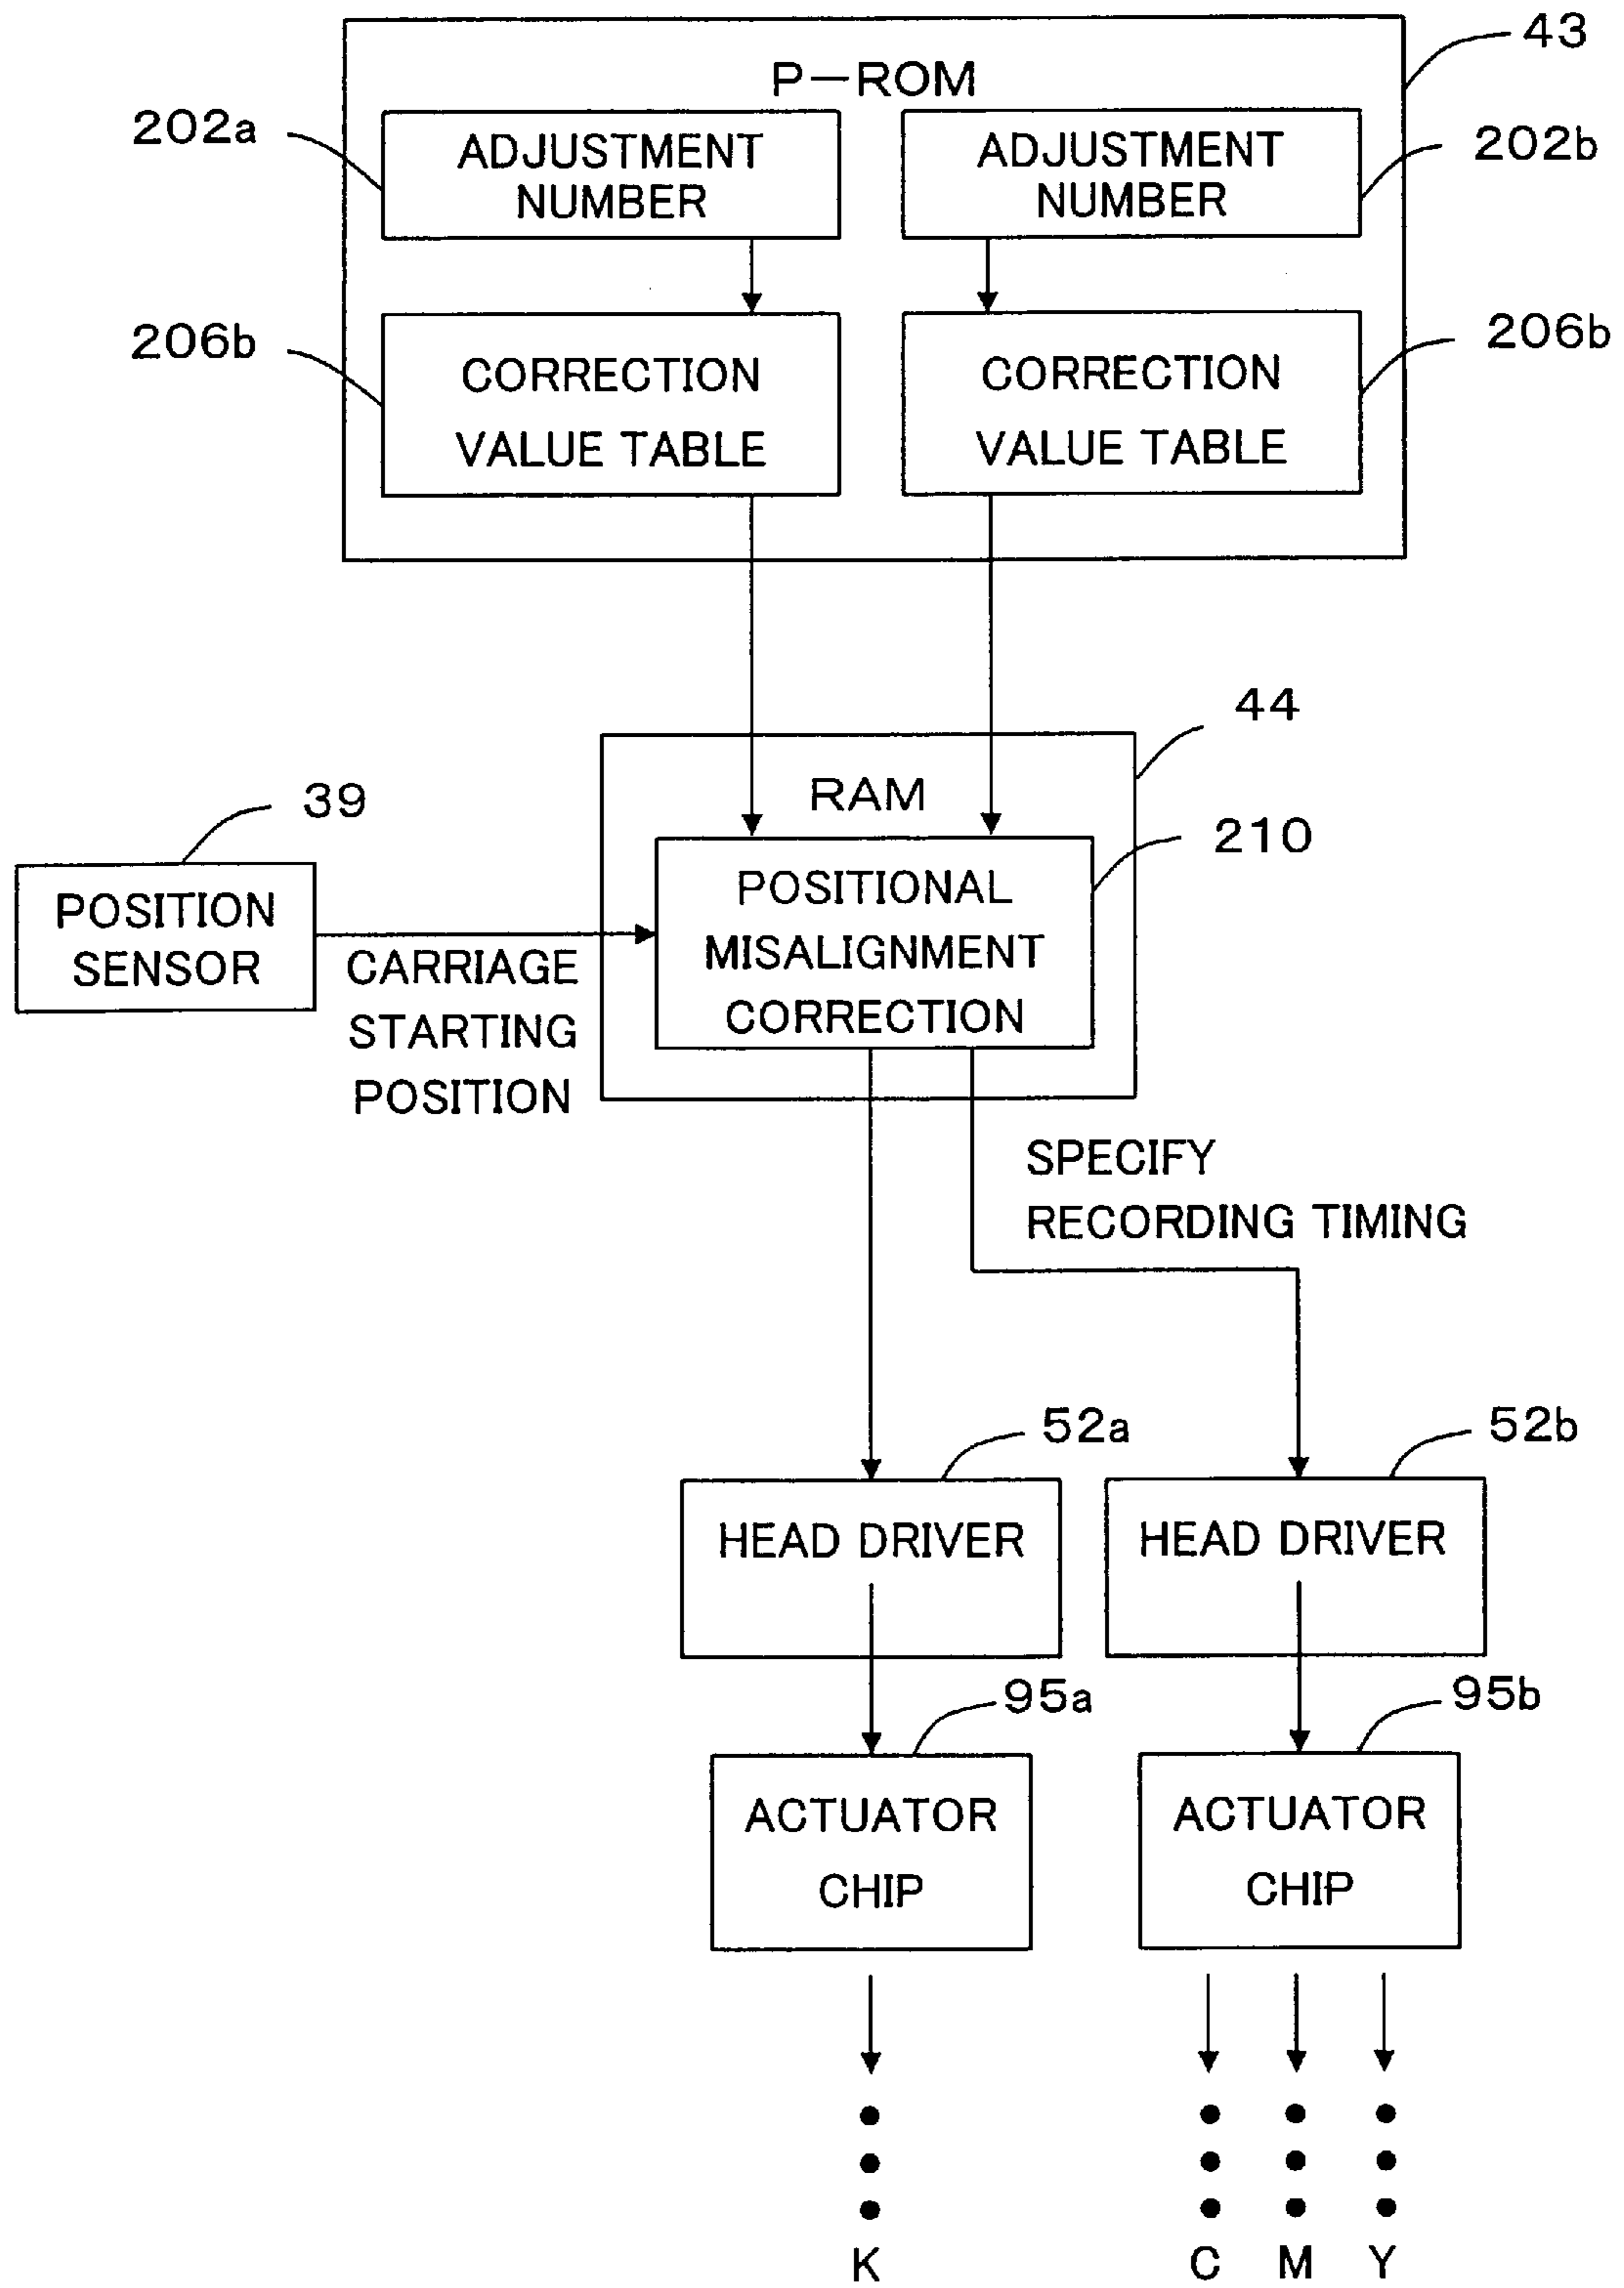 43
P-ROM
202a
ADJUSTMENT
NUMBER
ADJUSTMENT
NUMBER
202b
206b
CORRECTION
VALUE TABLE
CORRECTION
VALUE TABLE
206b
44
RAM
39
210
POSITION
SENSOR
CARRIAGE
STARTING
POSITION
POSITIONAL
MISALIGNMENT
CORRECTION
SPECIFY
RECORDING TIMING
52a
52b
HEAD DRIVER
HEAD DRIVER
95a
95b
ACTUATOR
CHIP
ACTUATOR
CHIP
K
C M Y